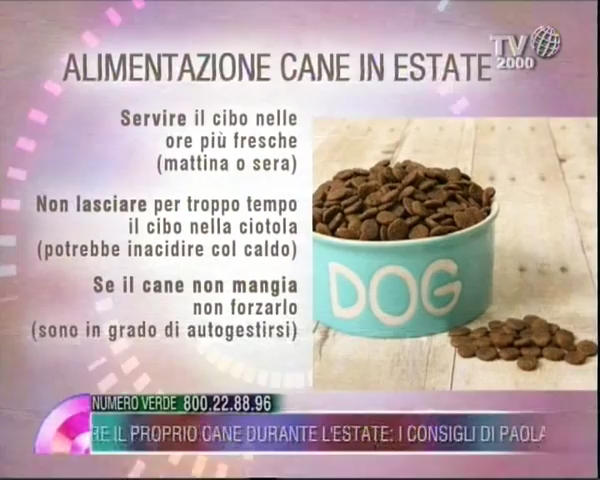 ALIMENTAZIONE CANE IN ESTATE
TV
2000
Servire il cibo nelle
ore più fresche
(mattina o sera)
Non lasciare per troppo tempo
il cibo nella ciotola
(potrebbe inacidire col caldo)
Se il cane non mangia
non forzarlo
(sono in grado di autogestirsi)
DOG
NUMERO VERDE 800.22.88.96
RE IL PROPRIO CANE DURANTE L'ESTATE: I CONSIGLI DI PAOLA